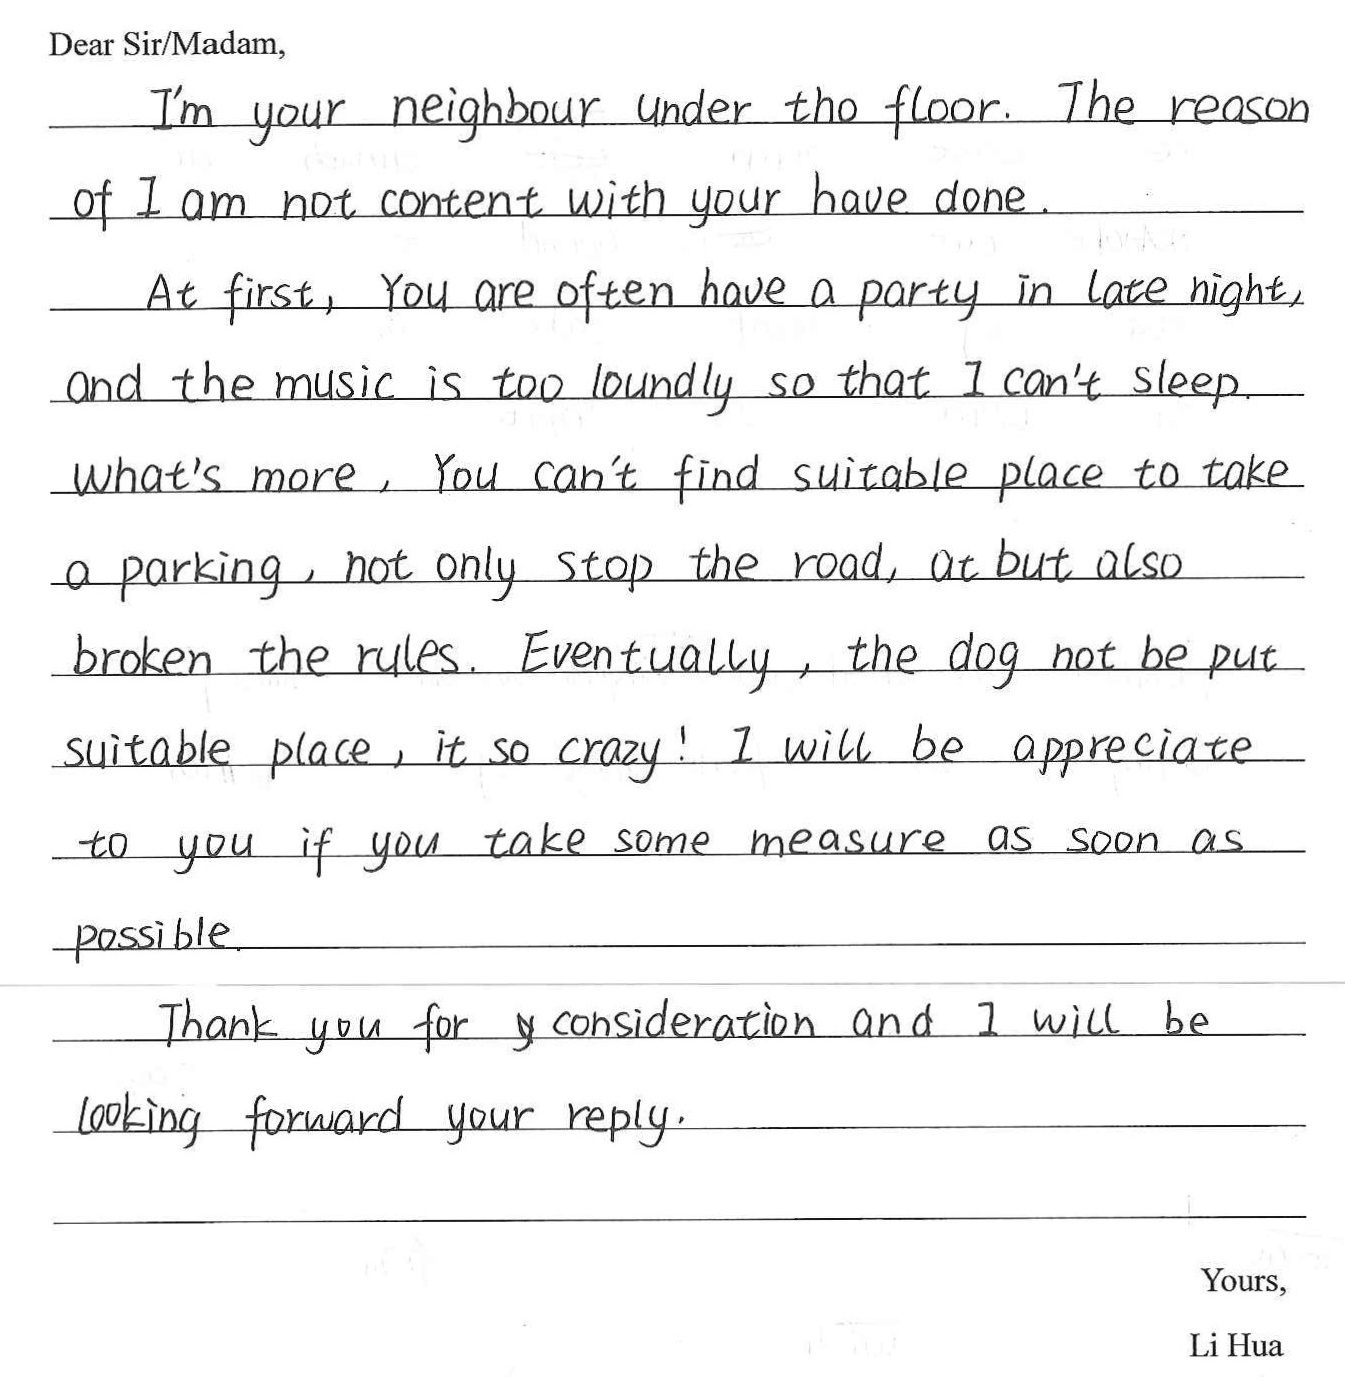 Dear Sir/Madam,
I'm your neighbour under tho floor. The reason
of I am not content with your have done.
At first, You are often have a party in late night,
and the music is too loundly so that I can't sleep.
What's more, You can't find suitable place to take
a parking, not only stop the road, at but also
broken the rules. Eventually, the dog not be put
suitable place, it so crazy! I will be appreciate
to you if you take some measure as soon as
possible.
Thank you for y consideration and I will be
looking forward your reply.
Yours,
Li Hua